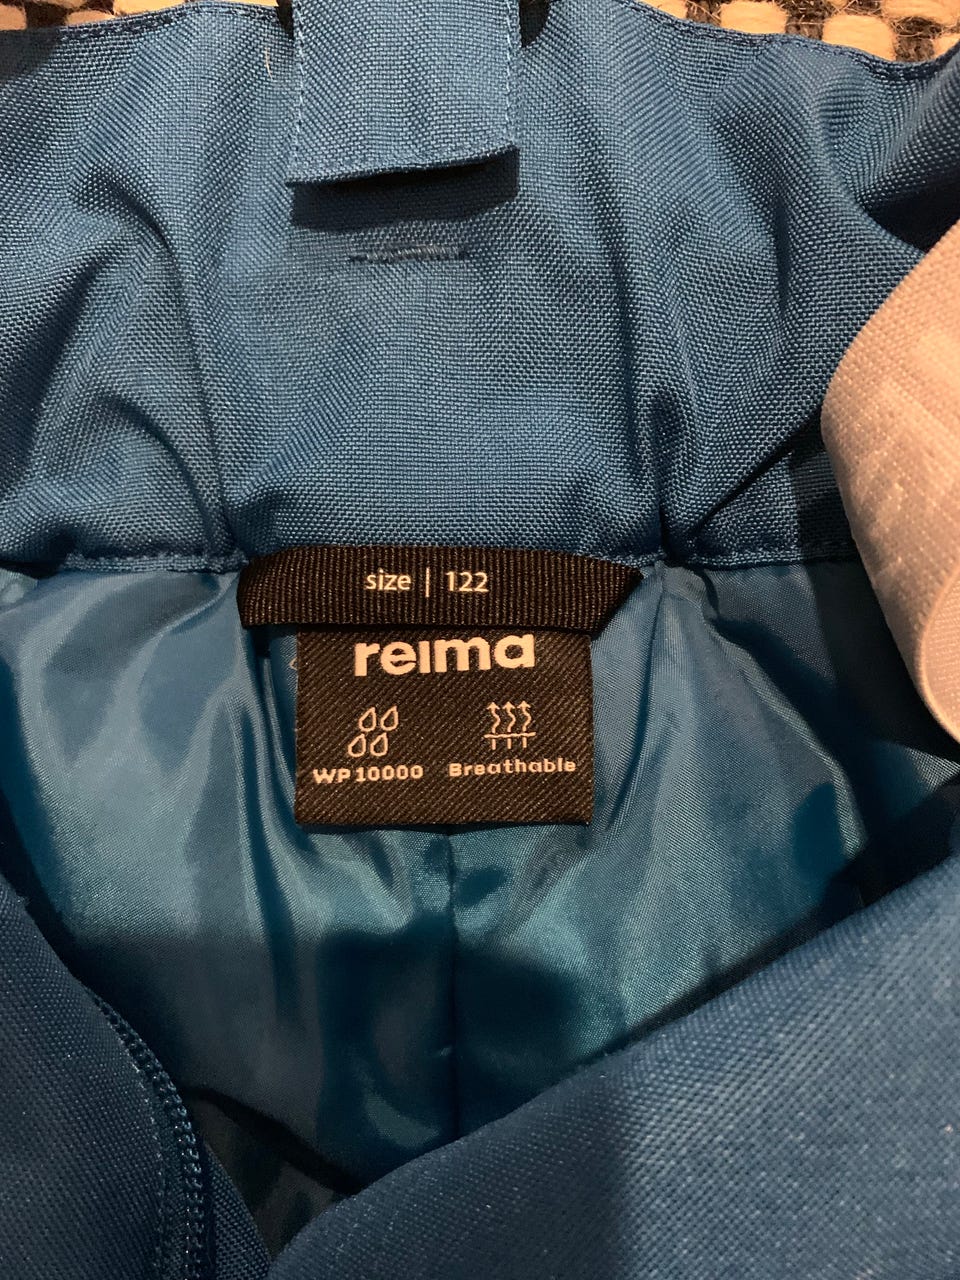 size | 122
reima
WP 10000
Breathable